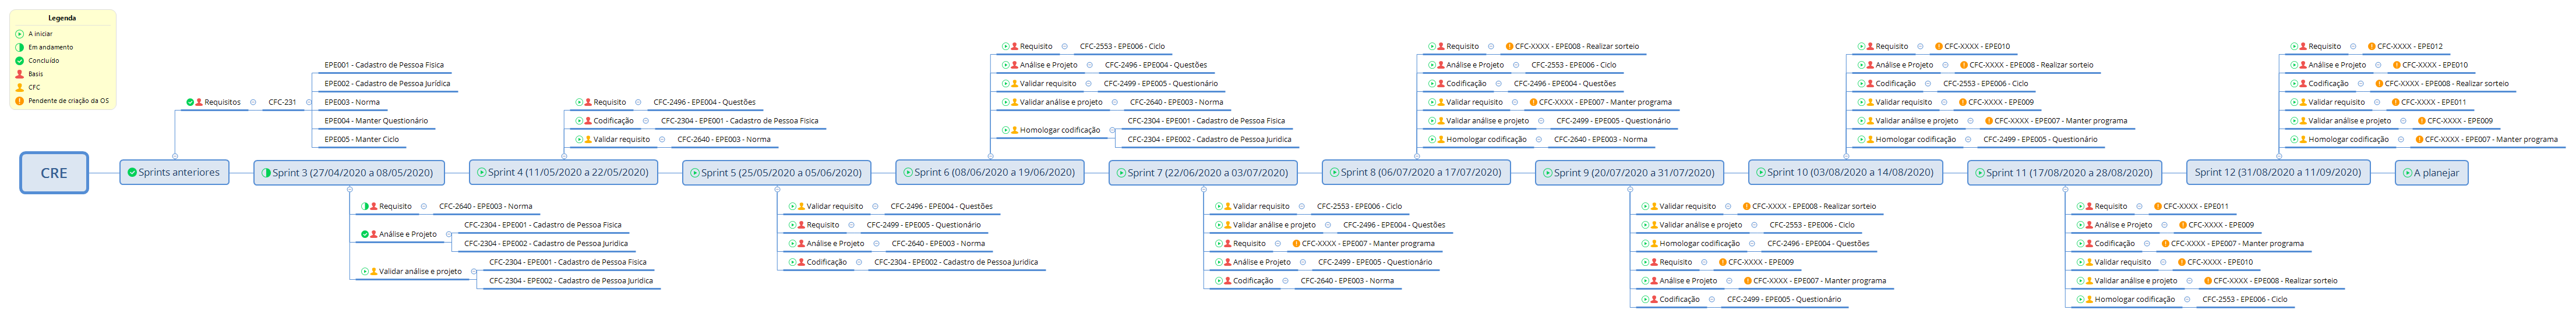 Legenda
A iniciar
Em andamento
Concluído
Basis
CFC
Pendente de criação da OS
CRE
Sprints anteriores
Requisitos
CFC-231
EPE001 - Cadastro de Pessoa Fisica
EPE002 - Cadastro de Pessoa Jurídica
EPE003 - Norma
EPE004 - Manter Questionário
EPE005 - Manter Ciclo
Sprint 3 (27/04/2020 a 08/05/2020)
Requisito CFC-2640 - EPE003 - Norma
Análise e Projeto
CFC-2304 - EPE001 - Cadastro de Pessoa Fisica
CFC-2304 - EPE002 - Cadastro de Pessoa Juridica
Validar análise e projeto
CFC-2304 - EPE001 - Cadastro de Pessoa Fisica
CFC-2304 - EPE002 - Cadastro de Pessoa Juridica
Sprint 4 (11/05/2020 a 22/05/2020)
Requisito CFC-2496 - EPE004 - Questões
Codificação CFC-2304 - EPE001 - Cadastro de Pessoa Fisica
Validar requisito CFC-2640 - EPE003 - Norma
Sprint 5 (25/05/2020 a 05/06/2020)
Validar requisito CFC-2496 - EPE004 - Questões
Requisito CFC-2499 - EPE005 - Questionário
Análise e Projeto CFC-2640 - EPE003 - Norma
Codificação CFC-2304 - EPE002 - Cadastro de Pessoa Juridica
Sprint 6 (08/06/2020 a 19/06/2020)
Requisito CFC-2553 - EPE006 - Ciclo
Análise e Projeto CFC-2496 - EPE004 - Questões
Validar requisito CFC-2499 - EPE005 - Questionário
Validar análise e projeto CFC-2640 - EPE003 - Norma
Homologar codificação
CFC-2304 - EPE001 - Cadastro de Pessoa Fisica
CFC-2304 - EPE002 - Cadastro de Pessoa Juridica
Sprint 7 (22/06/2020 a 03/07/2020)
Validar requisito CFC-2553 - EPE006 - Ciclo
Validar análise e projeto CFC-2496 - EPE004 - Questões
Requisito CFC-XXXX - EPE007 - Manter programa
Análise e Projeto CFC-2499 - EPE005 - Questionário
Codificação CFC-2640 - EPE003 - Norma
Sprint 8 (06/07/2020 a 17/07/2020)
Requisito CFC-XXXX - EPE008 - Realizar sorteio
Análise e Projeto CFC-2553 - EPE006 - Ciclo
Codificação CFC-2496 - EPE004 - Questões
Validar requisito CFC-XXXX - EPE007 - Manter programa
Validar análise e projeto CFC-2499 - EPE005 - Questionário
Homologar codificação CFC-2640 - EPE003 - Norma
Sprint 9 (20/07/2020 a 31/07/2020)
Validar requisito CFC-XXXX - EPE008 - Realizar sorteio
Validar análise e projeto CFC-2553 - EPE006 - Ciclo
Homologar codificação CFC-2496 - EPE004 - Questões
Requisito CFC-XXXX - EPE009
Análise e Projeto CFC-XXXX - EPE007 - Manter programa
Codificação CFC-2499 - EPE005 - Questionário
Sprint 10 (03/08/2020 a 14/08/2020)
Requisito CFC-XXXX - EPE010
Análise e Projeto CFC-XXXX - EPE008 - Realizar sorteio
Codificação CFC-2553 - EPE006 - Ciclo
Validar requisito CFC-XXXX - EPE009
Validar análise e projeto CFC-XXXX - EPE007 - Manter programa
Homologar codificação CFC-2499 - EPE005 - Questionário
Sprint 11 (17/08/2020 a 28/08/2020)
Requisito CFC-XXXX - EPE011
Análise e Projeto CFC-XXXX - EPE009
Codificação CFC-XXXX - EPE007 - Manter programa
Validar requisito CFC-XXXX - EPE010
Validar análise e projeto CFC-XXXX - EPE008 - Realizar sorteio
Homologar codificação CFC-2553 - EPE006 - Ciclo
Sprint 12 (31/08/2020 a 11/09/2020)
Requisito CFC-XXXX - EPE012
Análise e Projeto CFC-XXXX - EPE010
Codificação CFC-XXXX - EPE008 - Realizar sorteio
Validar requisito CFC-XXXX - EPE011
Validar análise e projeto CFC-XXXX - EPE009
Homologar codificação CFC-XXXX - EPE007 - Manter programa
A planejar